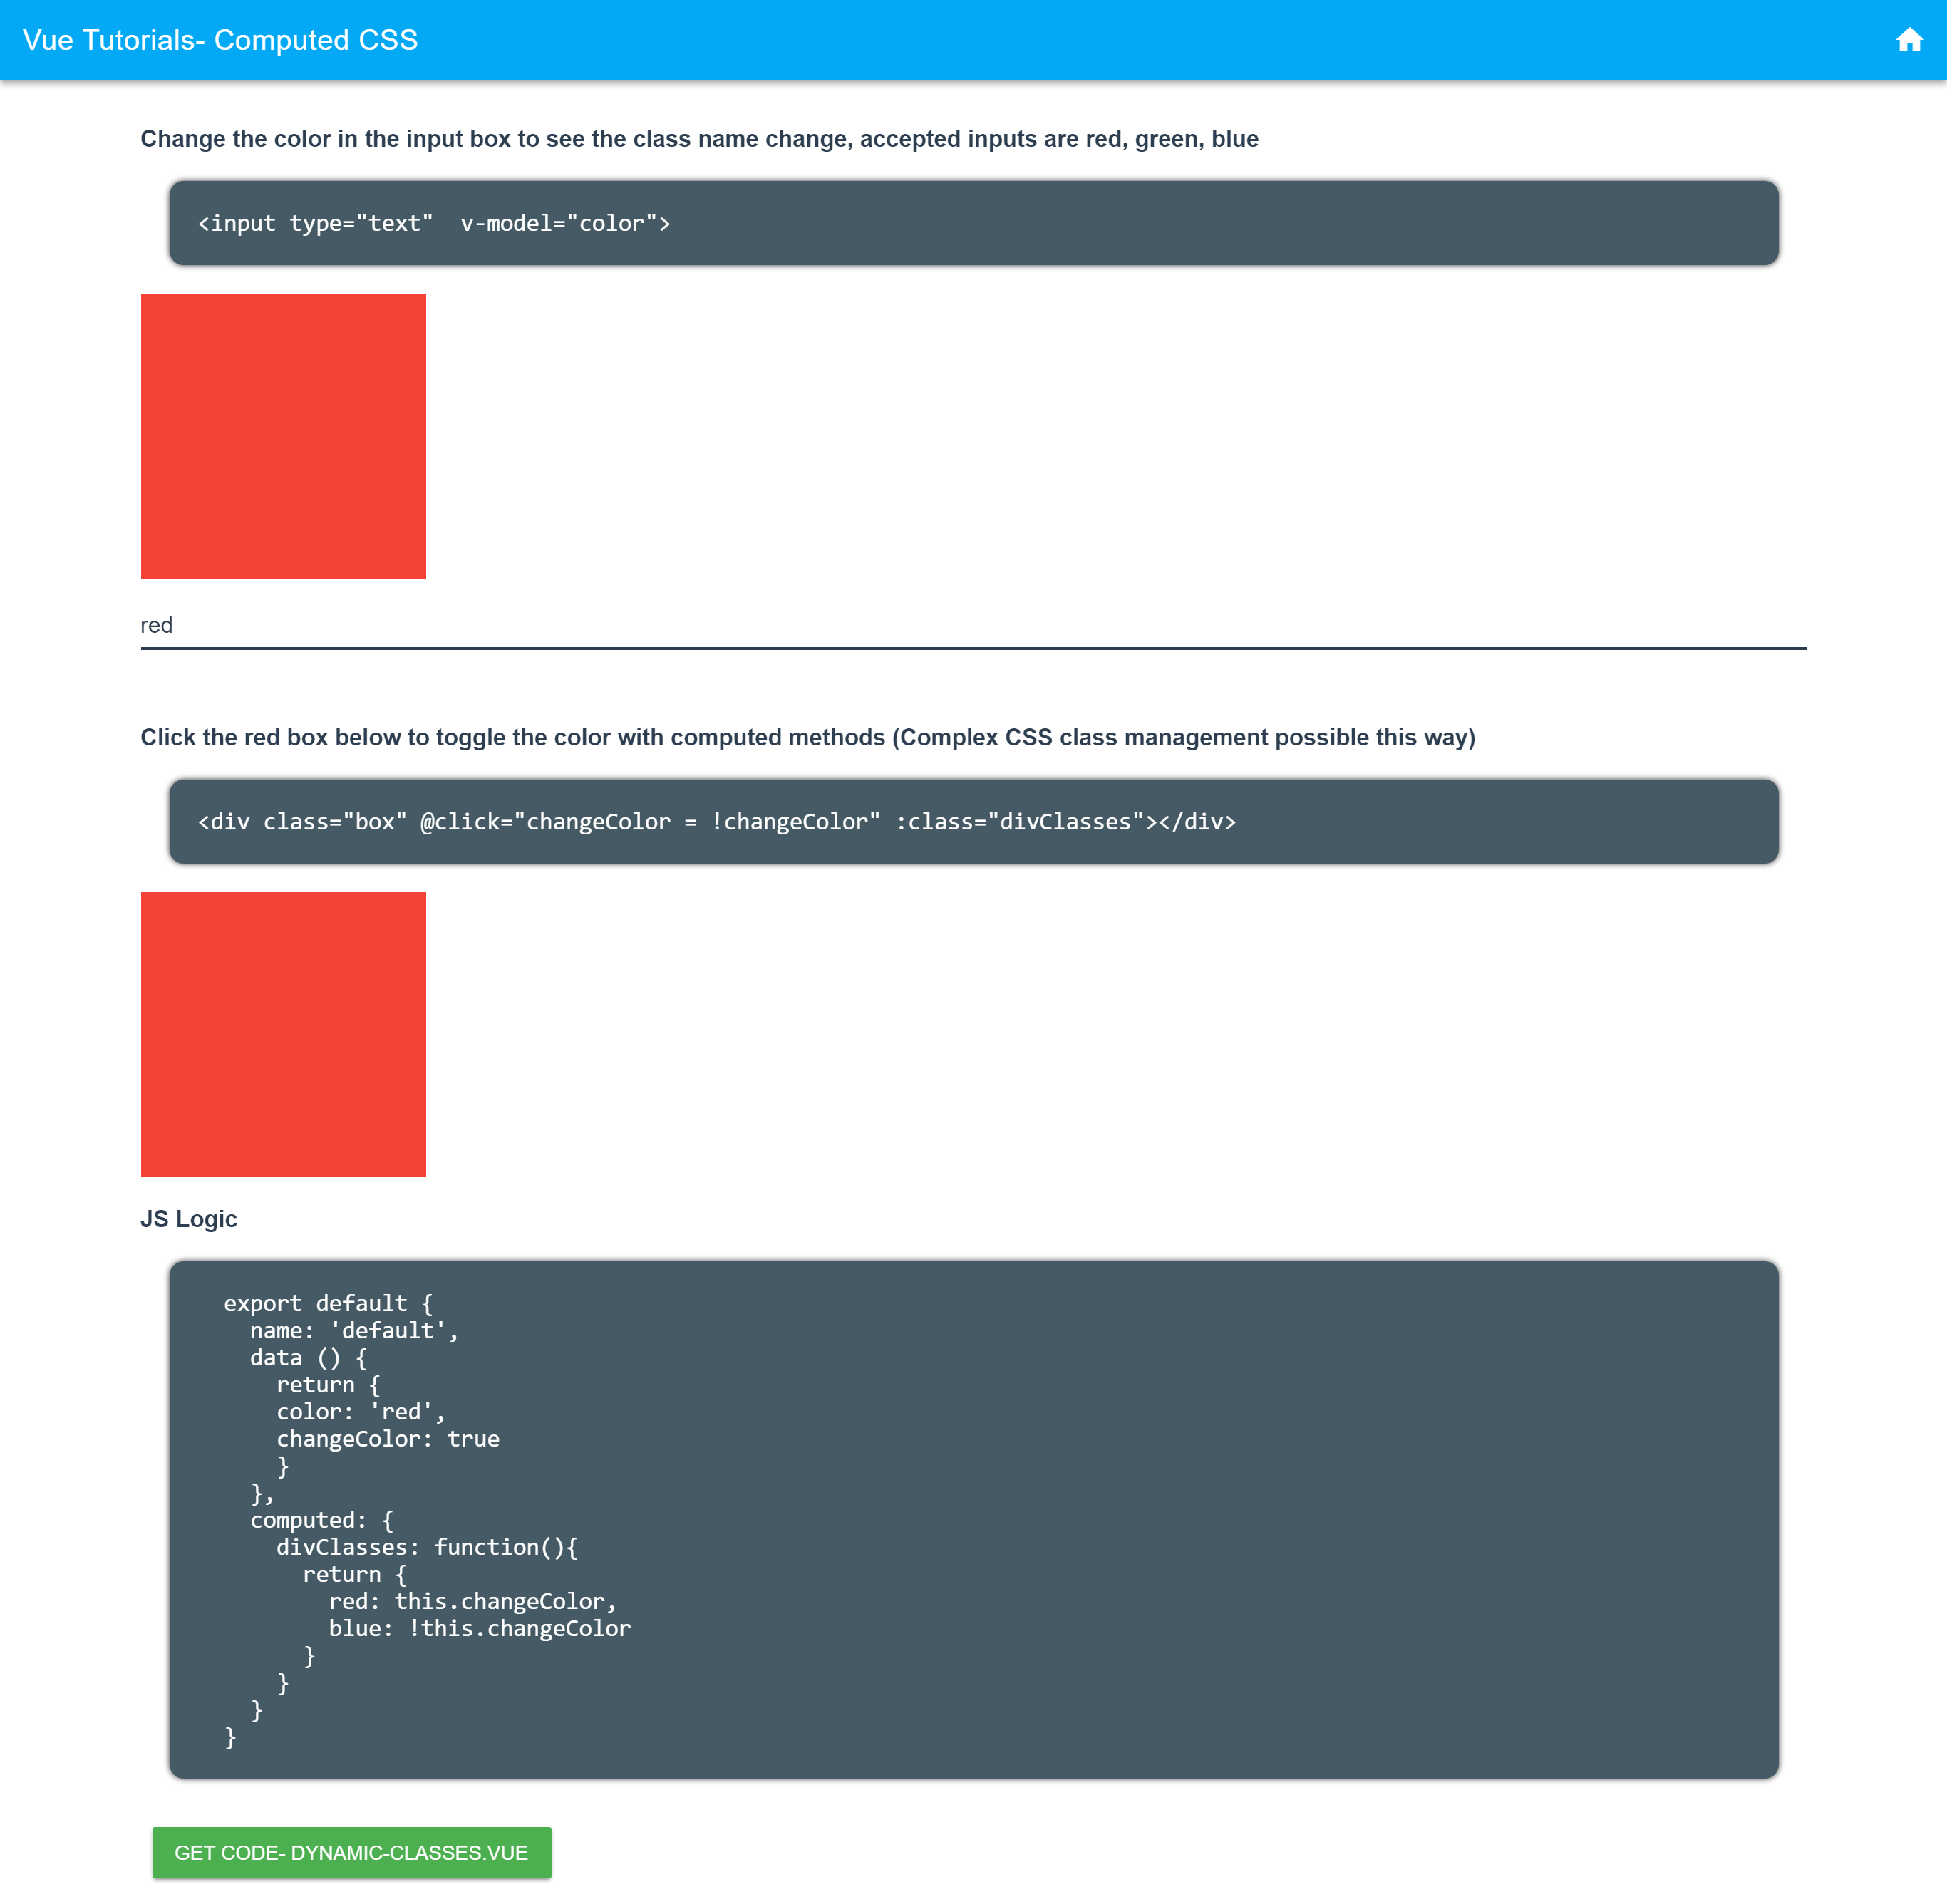 Vue Tutorials- Computed CSS
Change the color in the input box to see the class name change, accepted inputs are red, green, blue
<input type="text"  v-model="color">
red
Click the red box below to toggle the color with computed methods (Complex CSS class management possible this way)
<div class="box" @click="changeColor = !changeColor" :class="divClasses"></div>
JS Logic
export default {
  name: 'default',
  data () {
    return {
    color: 'red',
    changeColor: true
    }
  },
  computed: {
    divClasses: function(){
      return {
        red: this.changeColor,
        blue: !this.changeColor
      }
    }
  }
}
GET CODE- DYNAMIC-CLASSES.VUE